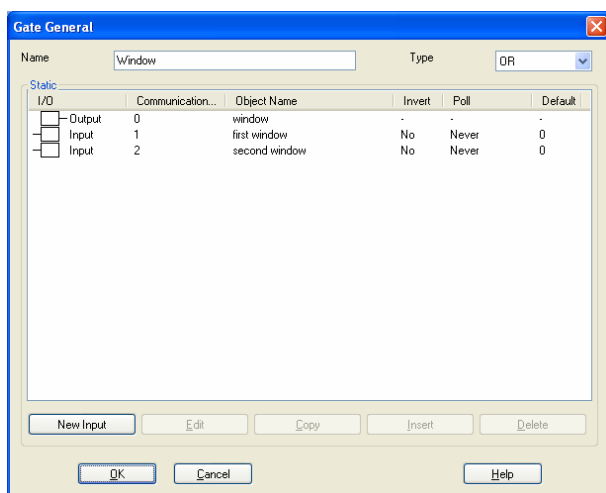 Gate General
Name Window Type OR
Static
I/O Communication... Object Name Invert Poll Default
Output 0 window - - -
Input 1 first window No Never 0
Input 2 second window No Never 0
New Input Edit Copy Insert Delete
OK Cancel Help